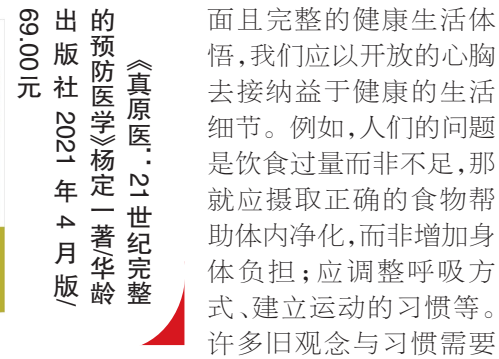 《真原医：21世纪完整
的预防医学》杨定一著/华龄
出版社 2021 年 4 月版/
69.00元
面且完整的健康生活体
悟,我们应以开放的心胸
去接纳益于健康的生活
细节。例如,人们的问题
是饮食过量而非不足,那
就应摄取正确的食物帮
助体内净化,而非增加身
体负担;应调整呼吸方
式、建立运动的习惯等。
许多旧观念与习惯需要